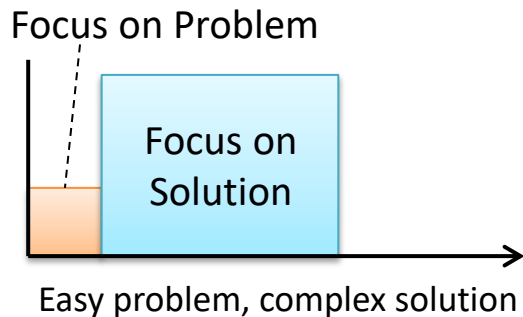 Focus on Problem
Focus on
Solution
Easy problem, complex solution